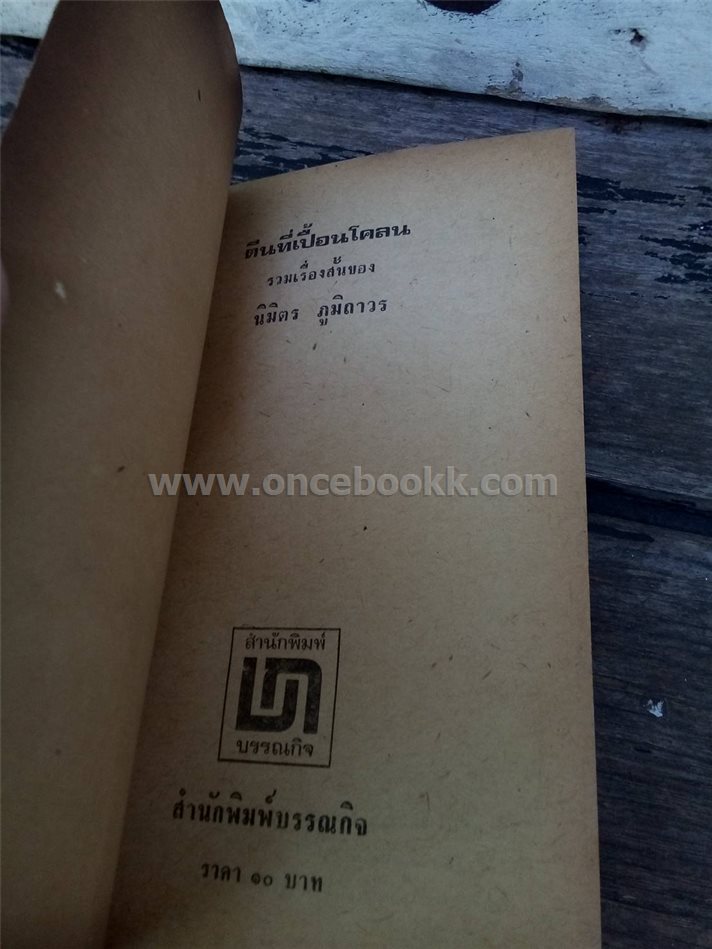 ตีนที่เปื้อนโคลน
รวมเรื่องสั้นของ
นิมิตร ภูมิถาวร
www.oncebookk.com
สำนักพิมพ์
บก
บรรณกิจ
สำนักพิมพ์บรรณกิจ
ราคา ๑๐ บาท